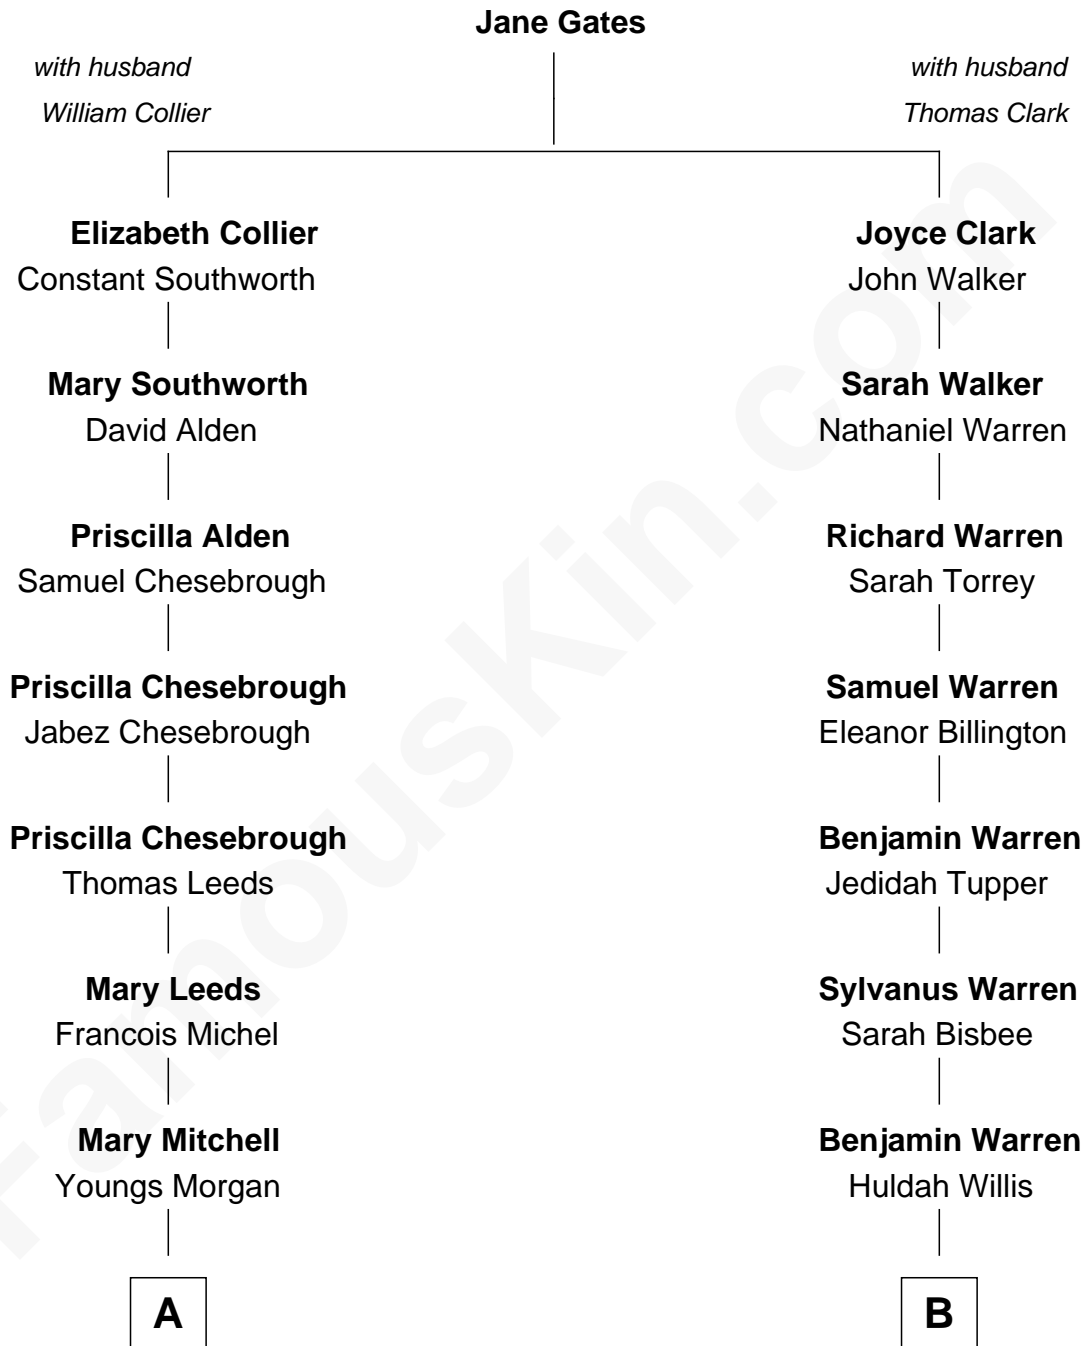 Jane Gates
with husband
William Collier
with husband
Thomas Clark
Elizabeth Collier
Constant Southworth
Joyce Clark
John Walker
Mary Southworth
David Alden
Sarah Walker
Nathaniel Warren
Priscilla Alden
Samuel Chesebrough
Richard Warren
Sarah Torrey
Priscilla Chesebrough
Jabez Chesebrough
Samuel Warren
Eleanor Billington
Priscilla Chesebrough
Thomas Leeds
Benjamin Warren
Jedidah Tupper
Mary Leeds
Francois Michel
Sylvanus Warren
Sarah Bisbee
Mary Mitchell
Youngs Morgan
Benjamin Warren
Huldah Willis
A
B
FamousKin.com